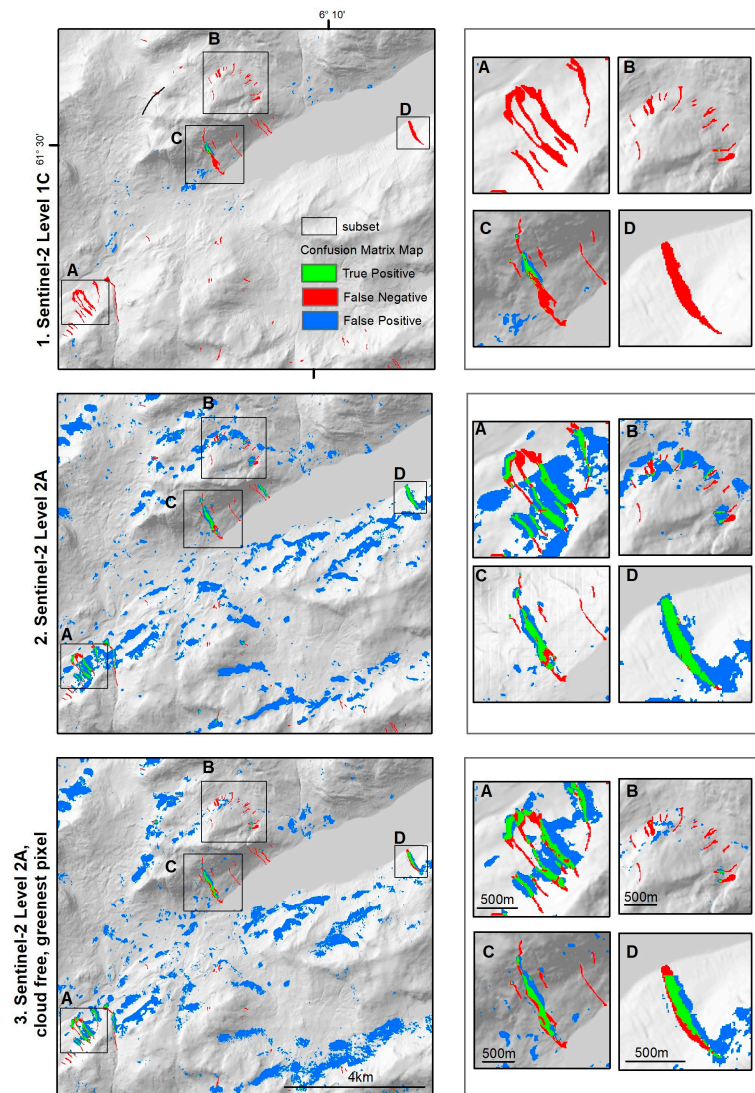 6° 10'
61° 30'
1. Sentinel-2 Level 1C
A
B
C
D
subset
Confusion Matrix Map
True Positive
False Negative
False Positive
A
B
C
D
2. Sentinel-2 Level 2A
B
D
C
A
A
B
C
D
3. Sentinel-2 Level 2A,
cloud free, greenest pixel
B
D
C
A
4km
A
500m
B
500m
C
500m
D
500m